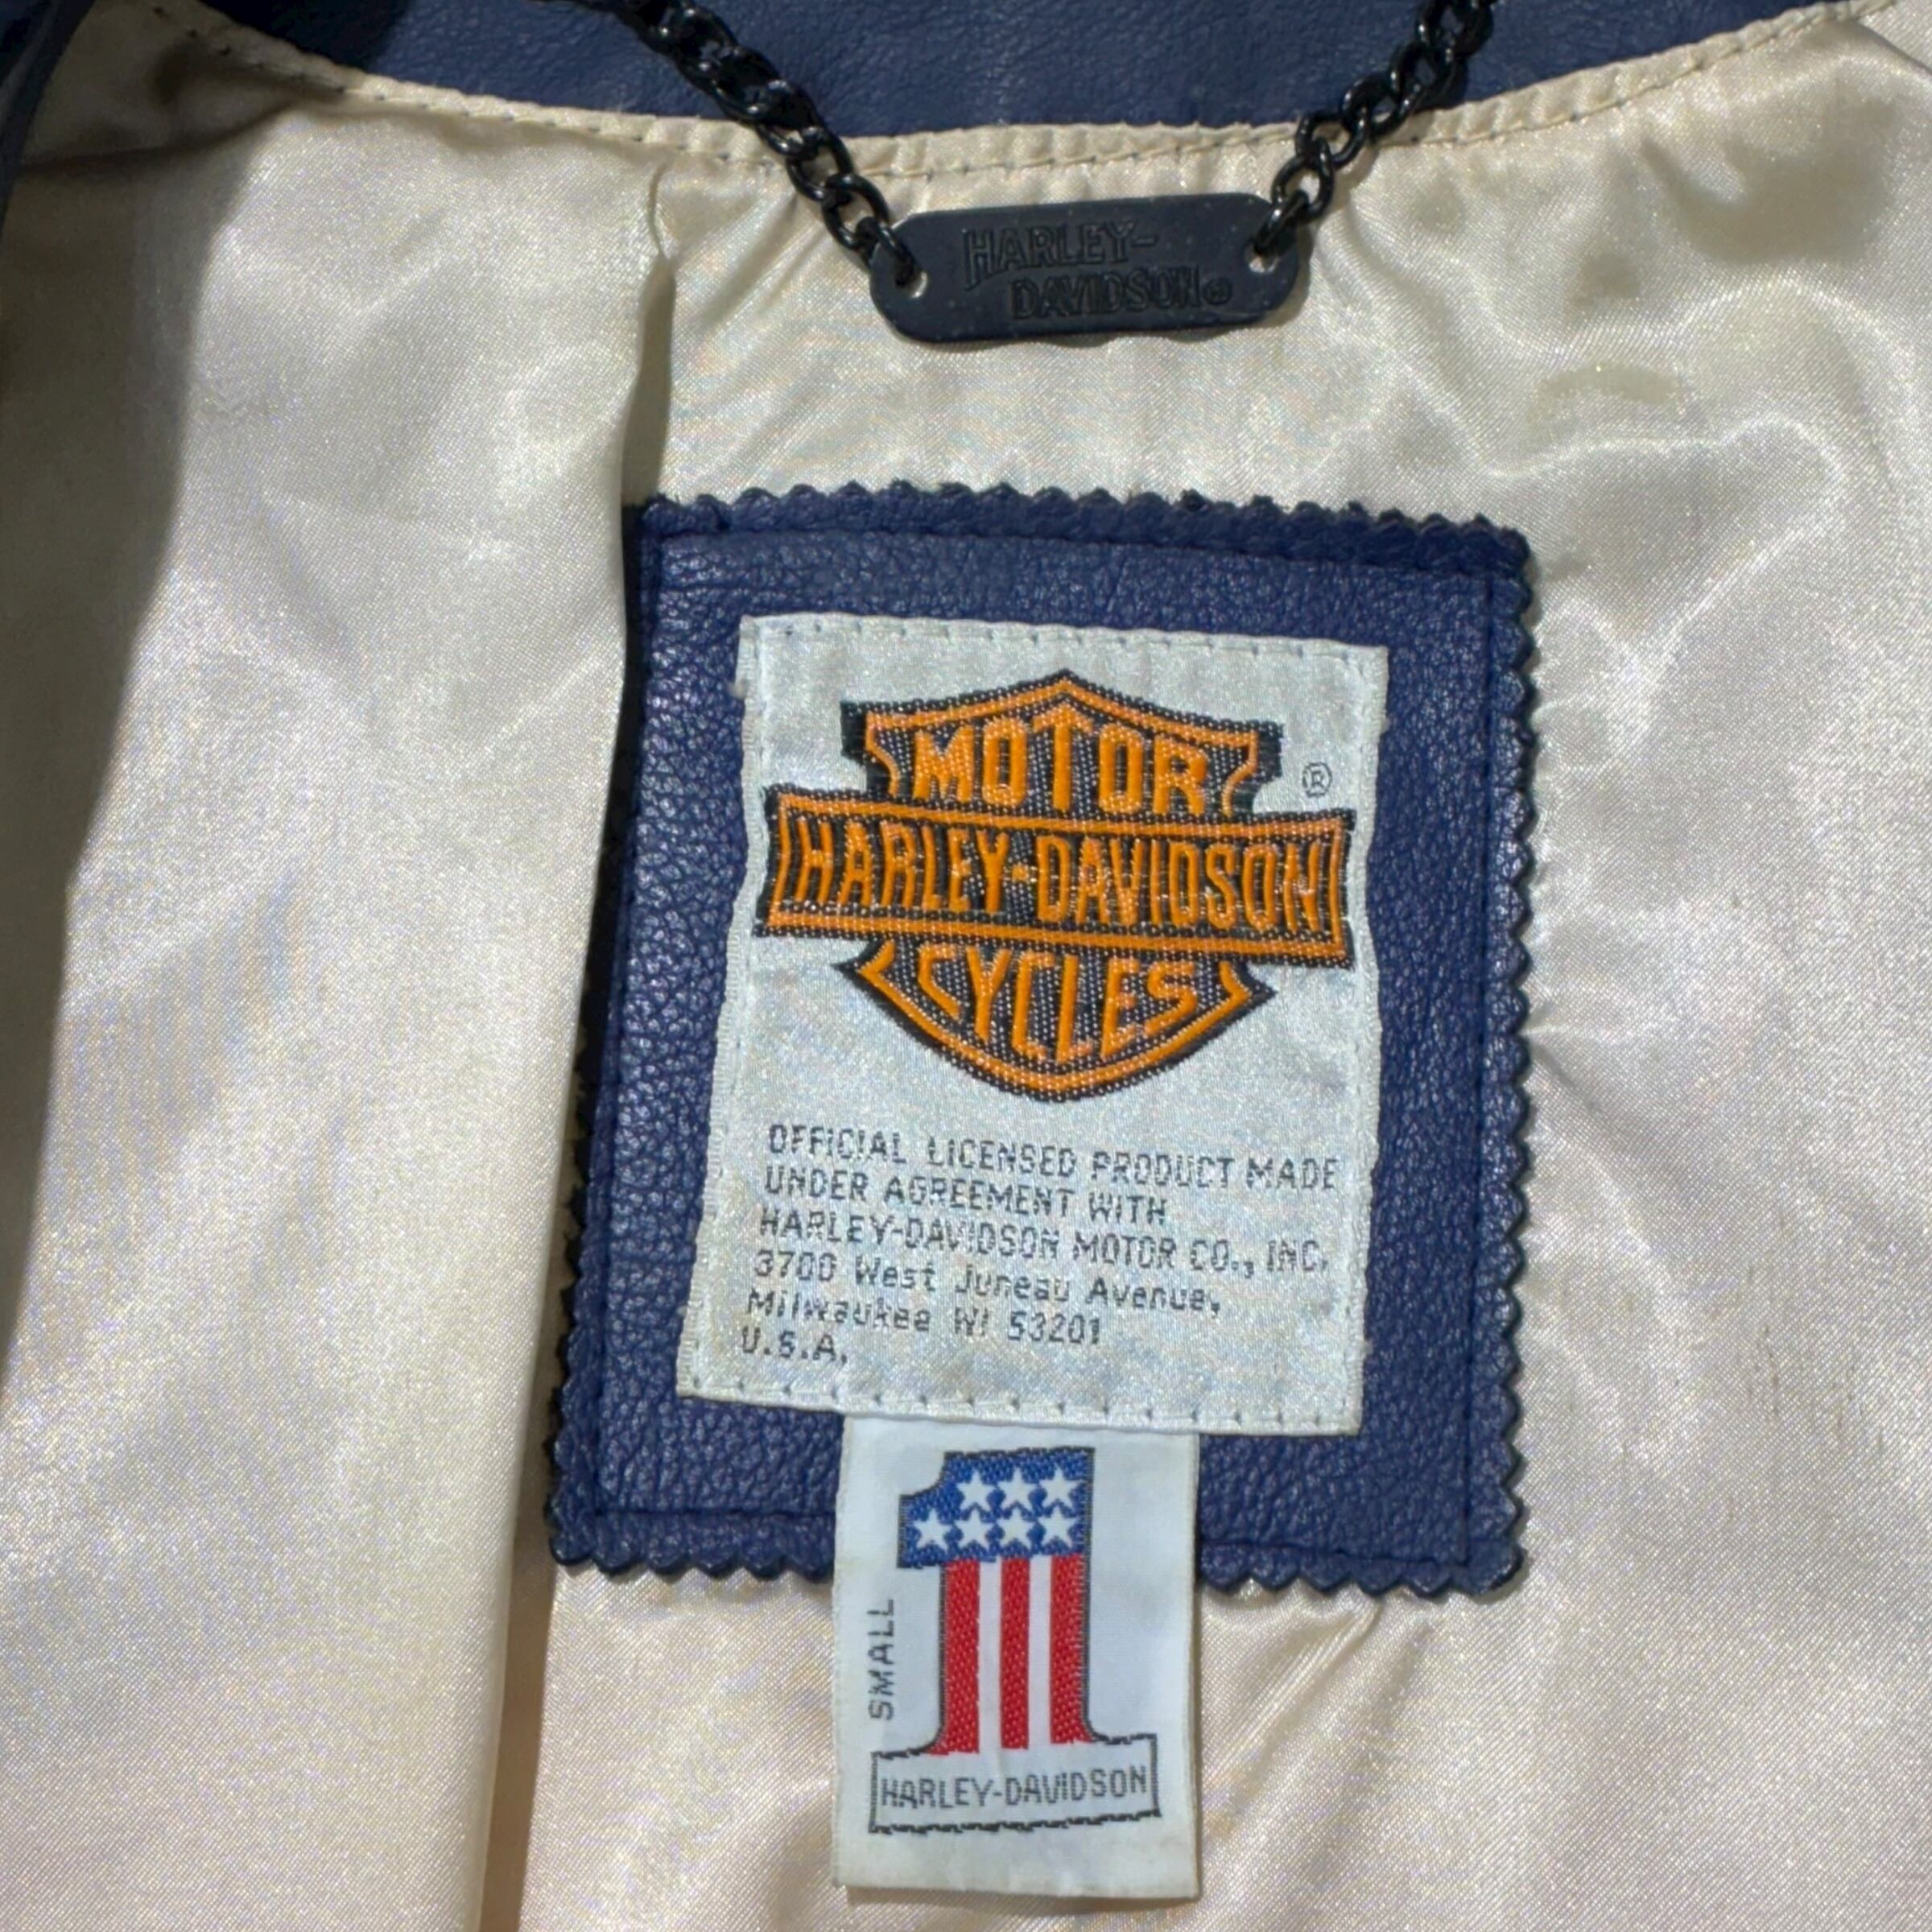 HARLEY-
DAVIDSON®
MOTOR
®
HARLEY-DAVIDSON
CYCLES
OFFICIAL LICENSED PRODUCT MADE
UNDER AGREEMENT WITH
HARLEY-DAVIDSON MOTOR CO., INC.
3700 West Juneau Avenue,
Milwaukee WI 53201
U.S.A.
1
SMALL
HARLEY-DAVIDSON